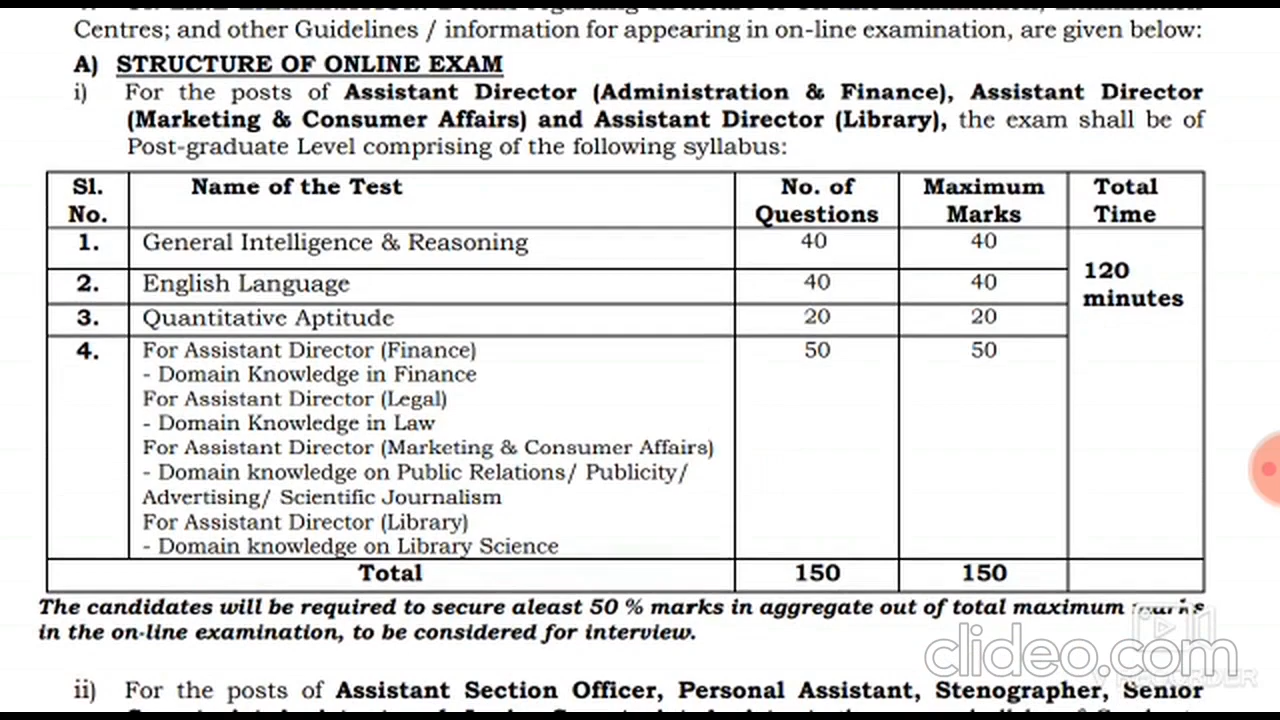 Centres; and other Guidelines / information for appearing in on-line examination, are given below:
A) STRUCTURE OF ONLINE EXAM
i) For the posts of Assistant Director (Administration & Finance), Assistant Director
(Marketing & Consumer Affairs) and Assistant Director (Library), the exam shall be of
Post-graduate Level comprising of the following syllabus:
Sl. No. Name of the Test No. of Questions Maximum Marks Total Time
1. General Intelligence & Reasoning 40 40 120 minutes
2. English Language 40 40
3. Quantitative Aptitude 20 20
4. For Assistant Director (Finance) 50 50
- Domain Knowledge in Finance
For Assistant Director (Legal)
- Domain Knowledge in Law
For Assistant Director (Marketing & Consumer Affairs)
- Domain knowledge on Public Relations/ Publicity/
Advertising/ Scientific Journalism
For Assistant Director (Library)
- Domain knowledge on Library Science
Total 150 150
The candidates will be required to secure aleast 50 % marks in aggregate out of total maximum marks
in the on-line examination, to be considered for interview.
clideo.com
RECORDER
ii) For the posts of Assistant Section Officer, Personal Assistant, Stenographer, Senior